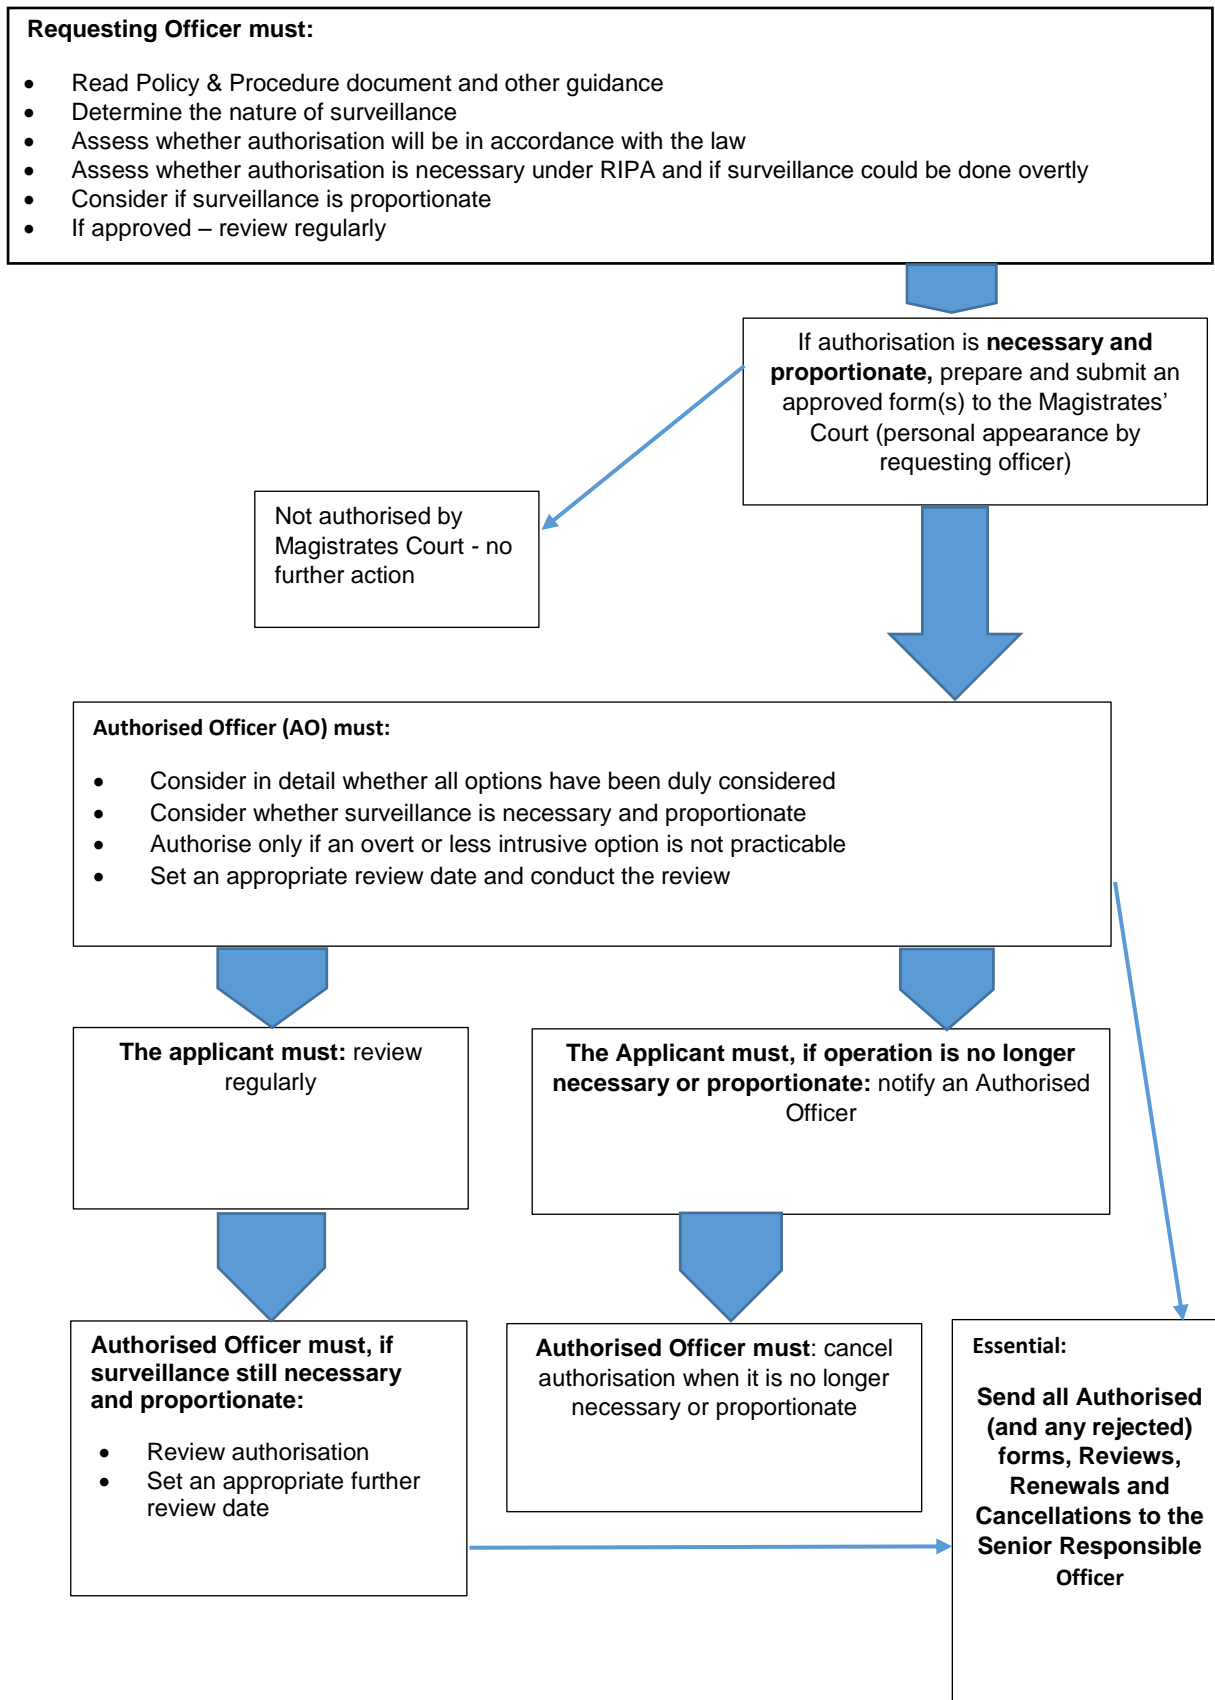 Requesting Officer must:
• Read Policy & Procedure document and other guidance
• Determine the nature of surveillance
• Assess whether authorisation will be in accordance with the law
• Assess whether authorisation is necessary under RIPA and if surveillance could be done overtly
• Consider if surveillance is proportionate
• If approved – review regularly
If authorisation is necessary and
proportionate, prepare and submit an
approved form(s) to the Magistrates’
Court (personal appearance by
requesting officer)
Not authorised by
Magistrates Court - no
further action
Authorised Officer (AO) must:
• Consider in detail whether all options have been duly considered
• Consider whether surveillance is necessary and proportionate
• Authorise only if an overt or less intrusive option is not practicable
• Set an appropriate review date and conduct the review
The applicant must: review
regularly
The Applicant must, if operation is no longer
necessary or proportionate: notify an Authorised
Officer
Authorised Officer must, if
surveillance still necessary
and proportionate:
• Review authorisation
• Set an appropriate further
review date
Authorised Officer must: cancel
authorisation when it is no longer
necessary or proportionate
Essential:
Send all Authorised
(and any rejected)
forms, Reviews,
Renewals and
Cancellations to the
Senior Responsible
Officer